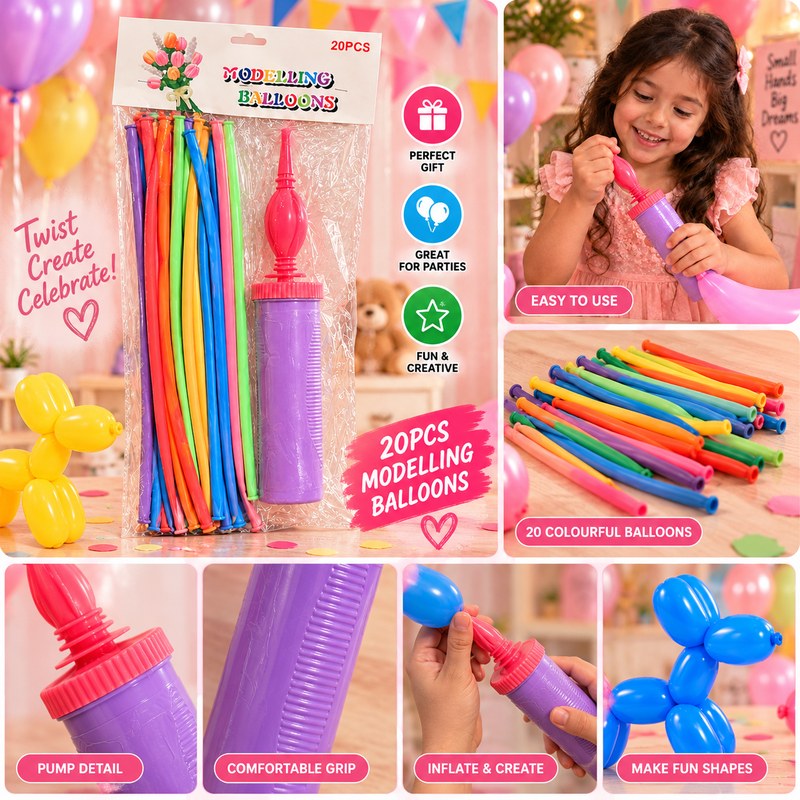 20PCS
MODELLING
BALLOONS
PERFECT
GIFT
GREAT
FOR PARTIES
FUN &
CREATIVE
Twist
Create
Celebrate!
20PCS
MODELLING
BALLOONS
Small
Hands
Big
Dreams
EASY TO USE
20 COLOURFUL BALLOONS
PUMP DETAIL
COMFORTABLE GRIP
INFLATE & CREATE
MAKE FUN SHAPES